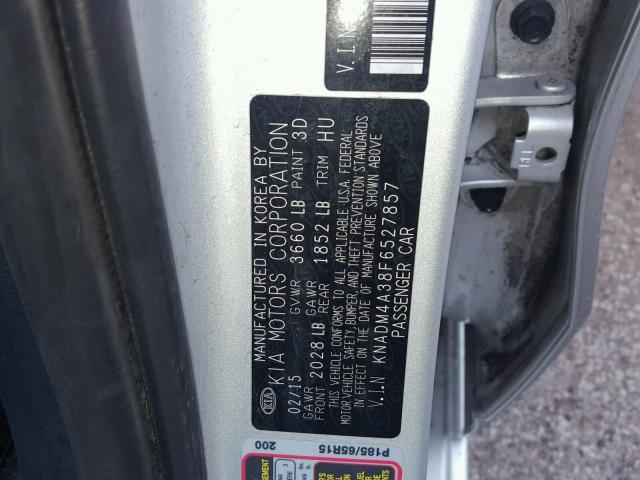 V.I.N
MANUFACTURED IN KOREA BY
KIA KIA MOTORS CORPORATION
02/15 GVWR 3660 LB PAINT 3D
GAWR FRONT 2028 LB GAWR REAR 1852 LB TRIM HU
THIS VEHICLE CONFORMS TO ALL APPLICABLE U.S.A. FEDERAL
MOTOR VEHICLE SAFETY, BUMPER, AND THEFT PREVENTION STANDARDS
IN EFFECT ON THE DATE OF MANUFACTURE SHOWN ABOVE
V.I.N KNADM4A38F6527857
PASSENGER CAR
200
P185/65R15